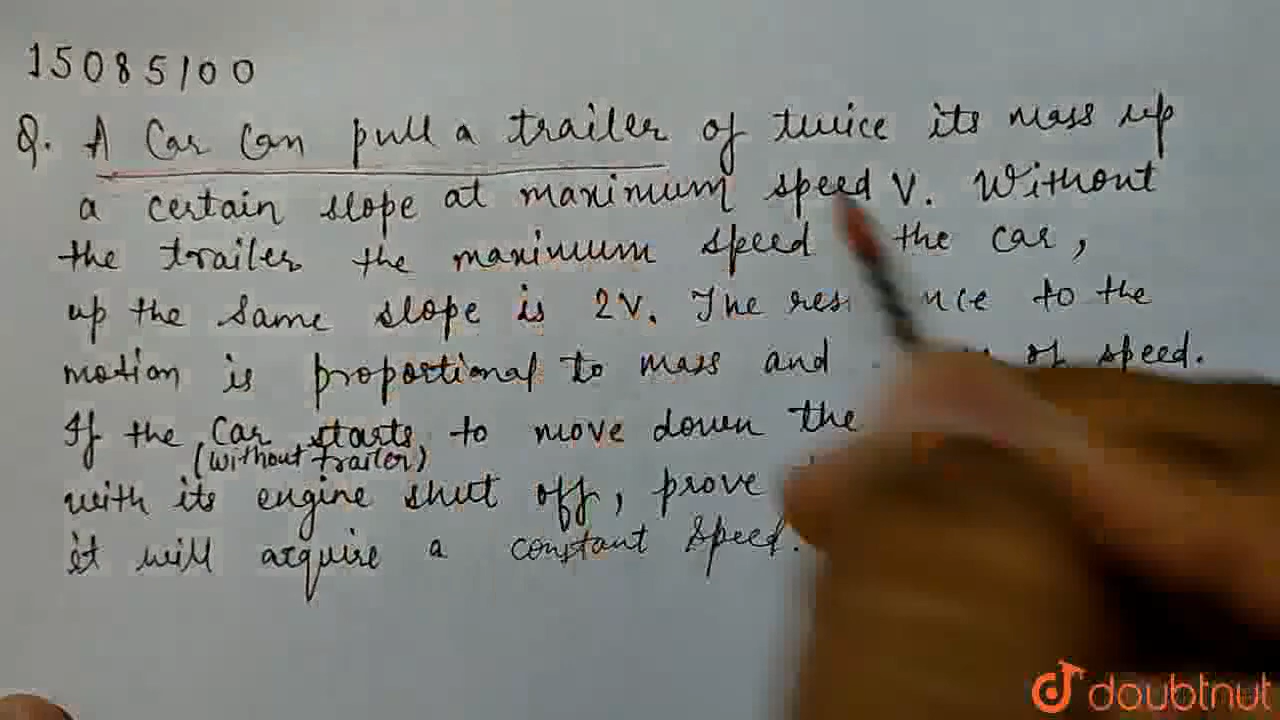 15085100
Q. A Car Can pull a trailer of twice its mass up
a certain slope at maximum speed V. Without
the trailer the maximum speed the car,
up the same slope is 2V. The to the
motion is proportional to mass and of speed.
If the Car starts to move down the
(without trailer)
with its engine shut off, prove
it will acquire a constant speed.
doubtnut